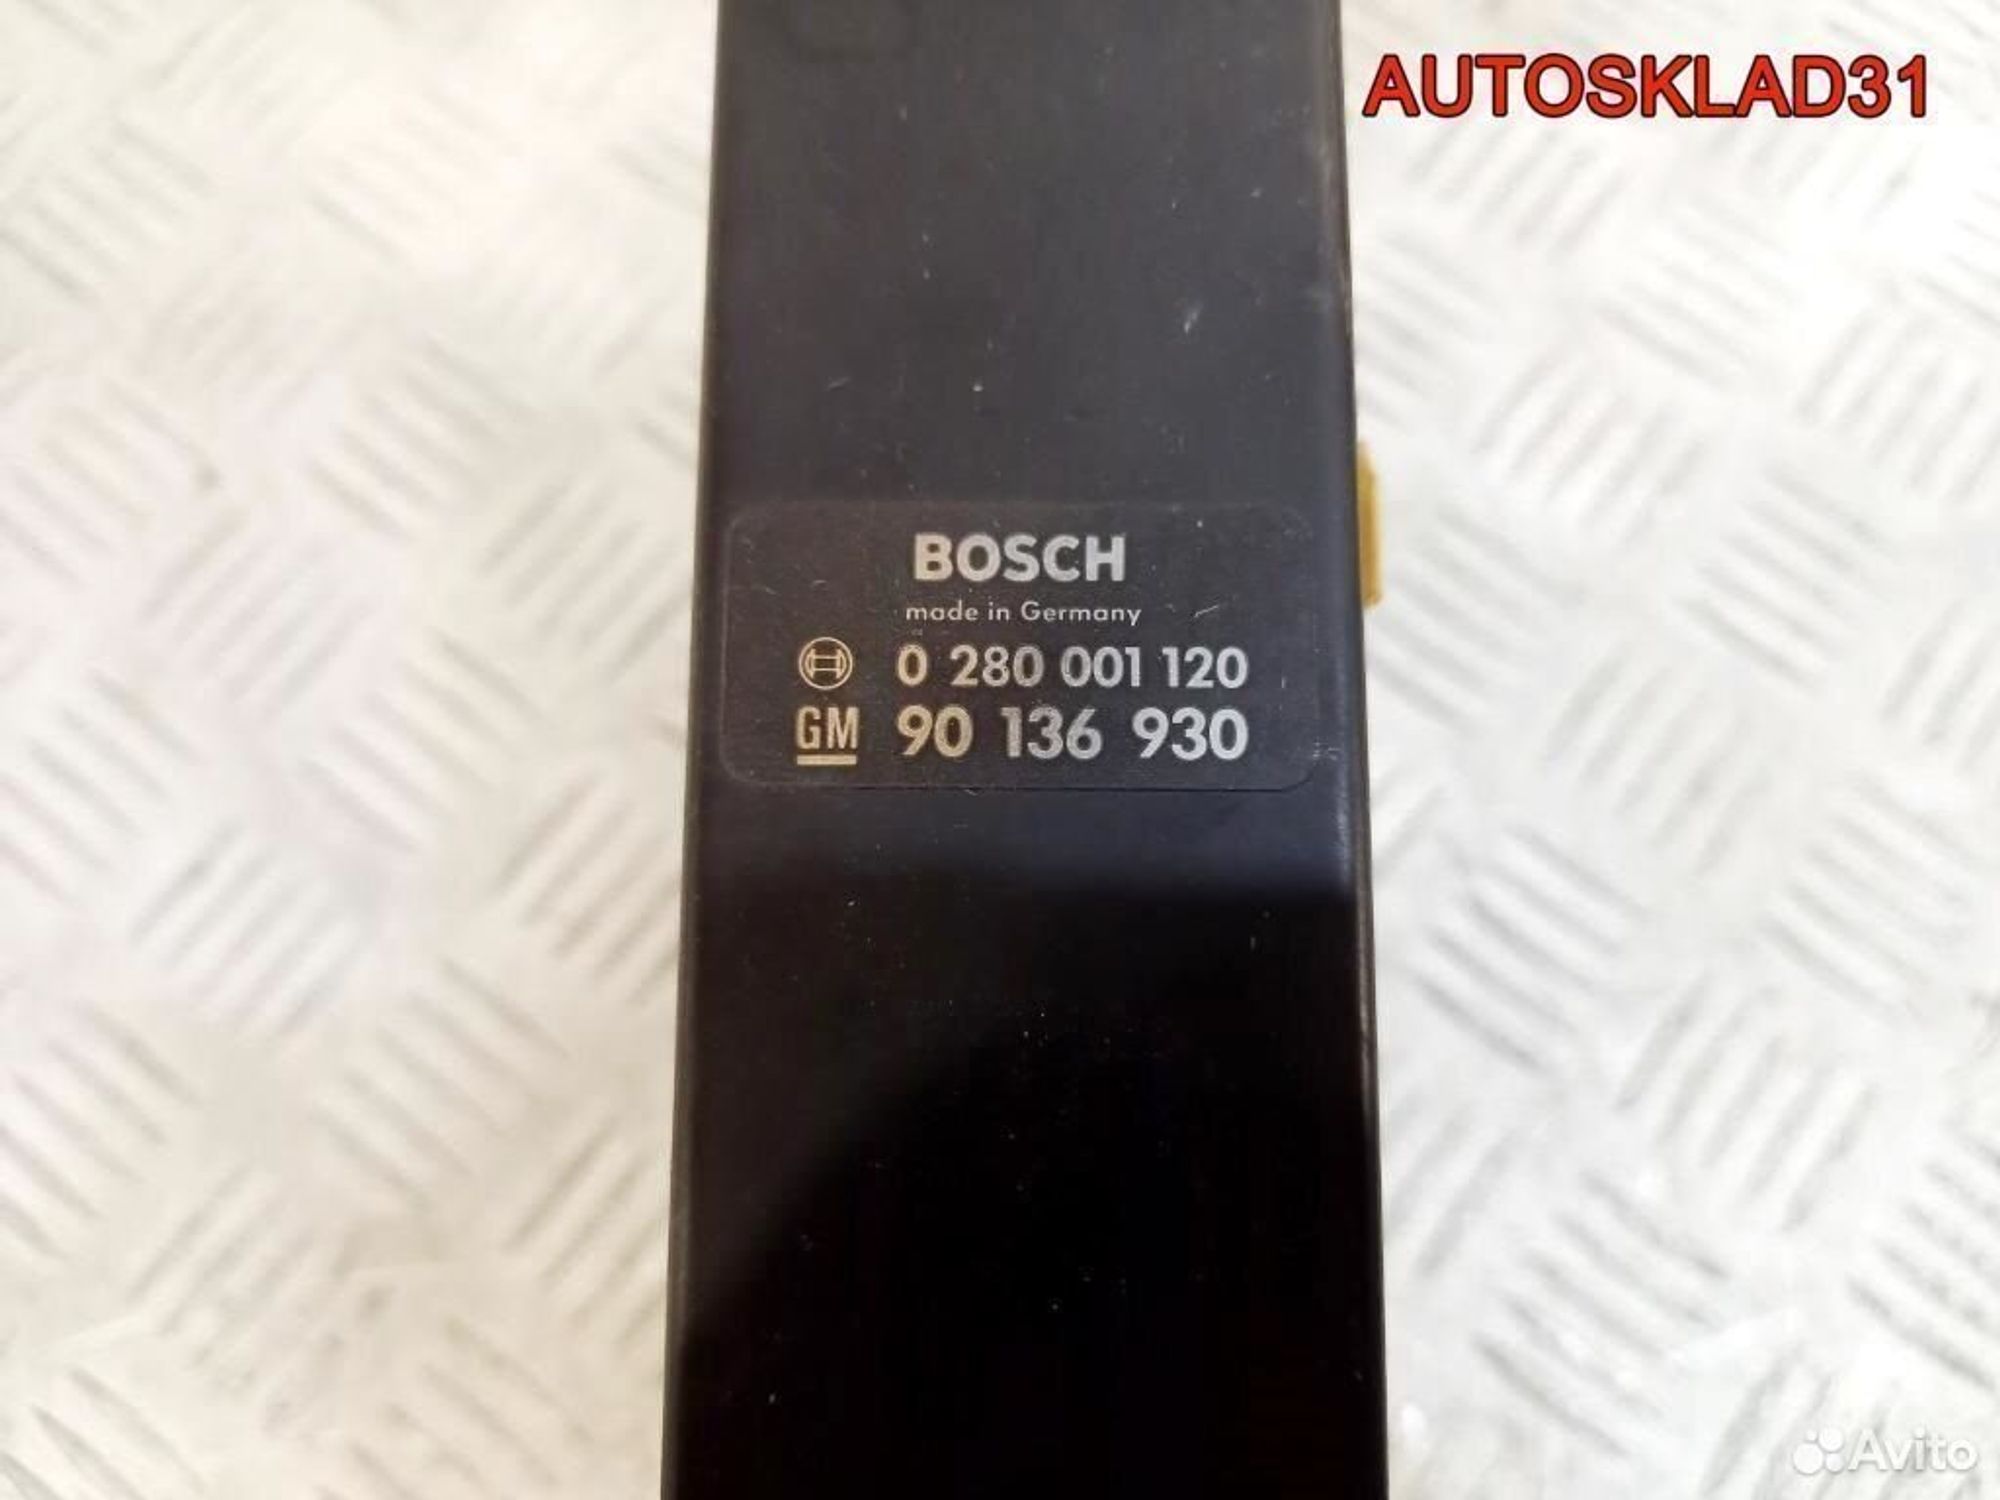 AUTOSKLAD31
BOSCH
made in Germany
0 280 001 120
GM 90 136 930
Avito